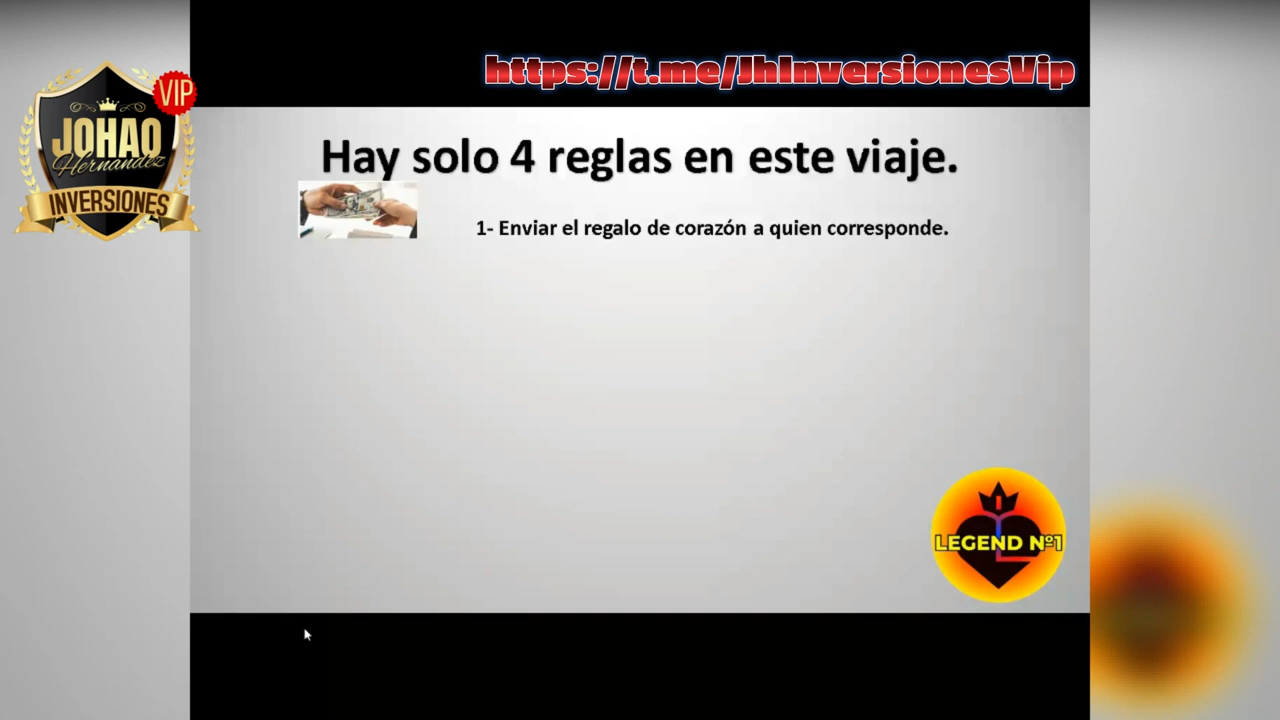 https://t.me/JhInversionesVip
VIP
JOHAO
Hernandez
INVERSIONES
Hay solo 4 reglas en este viaje.
1- Enviar el regalo de corazón a quien corresponde.
LEGEND Nº1